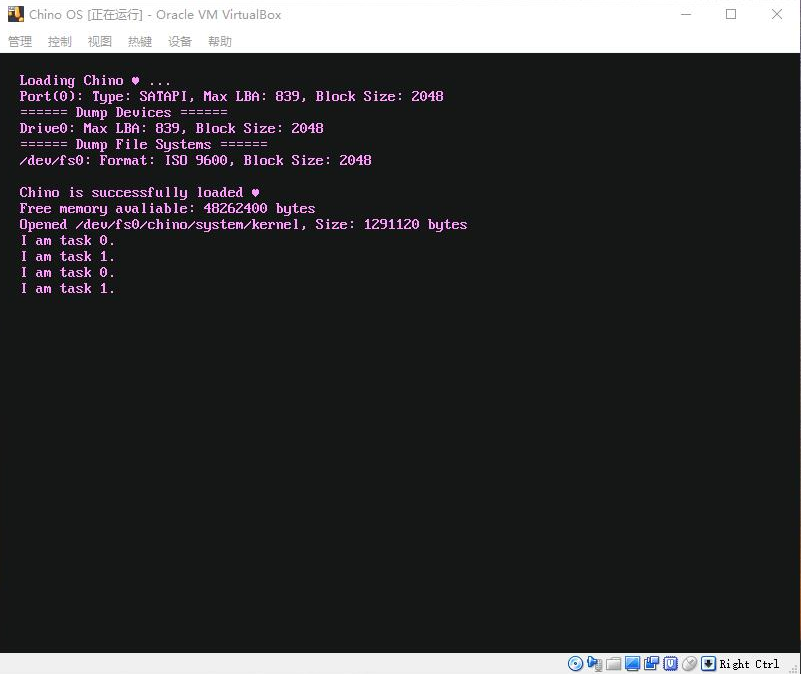 Chino OS [正在运行] - Oracle VM VirtualBox
管理 控制 视图 热键 设备 帮助
Loading Chino ♥ ...
Port(0): Type: SATAPI, Max LBA: 839, Block Size: 2048
====== Dump Devices ======
Drive0: Max LBA: 839, Block Size: 2048
====== Dump File Systems ======
/dev/fs0: Format: ISO 9600, Block Size: 2048
Chino is successfully loaded ♥
Free memory avaliable: 48262400 bytes
Opened /dev/fs0/chino/system/kernel, Size: 1291120 bytes
I am task 0.
I am task 1.
I am task 0.
I am task 1.
Right Ctrl